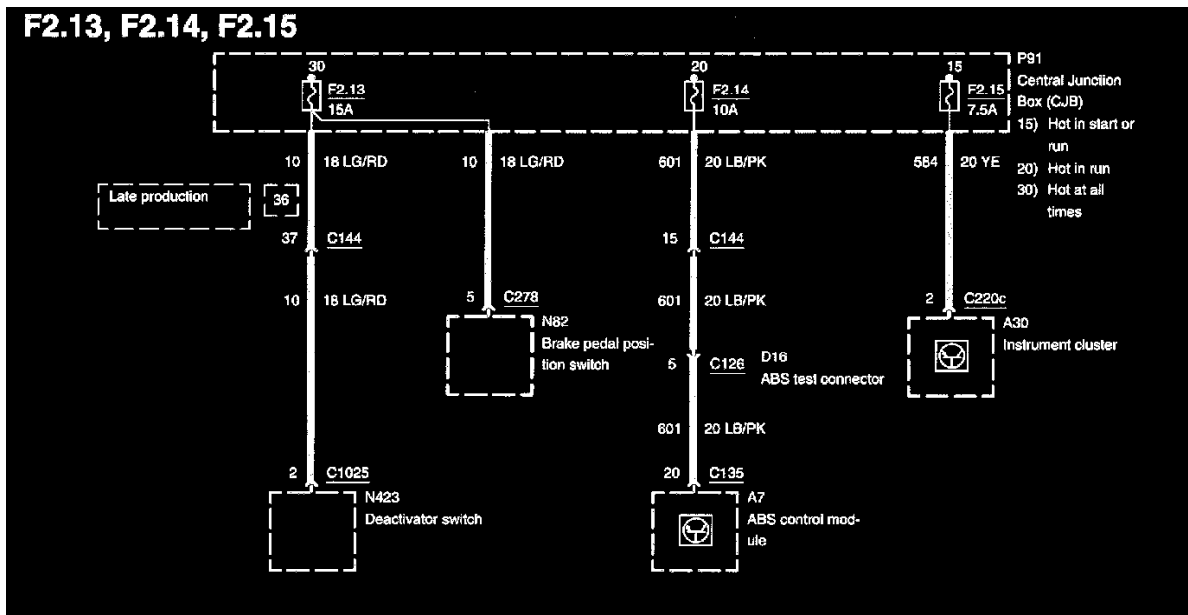 F2.13, F2.14, F2.15
30
F2.13
15A
20
F2.14
10A
15
F2.15
7.5A
P91
Central Junction
Box (CJB)
15) Hot in start or
run
20) Hot in run
30) Hot at all
times
10 18 LG/RD
10 18 LG/RD
601 20 LB/PK
584 20 YE
Late production
36
37 C144
15 C144
10 18 LG/RD
5 C278
601 20 LB/PK
2 C220c
N82
Brake pedal posi-
tion switch
A30
Instrument cluster
5 C126
D16
ABS test connector
601 20 LB/PK
2 C1025
20 C135
N423
Deactivator switch
A7
ABS control mod-
ule